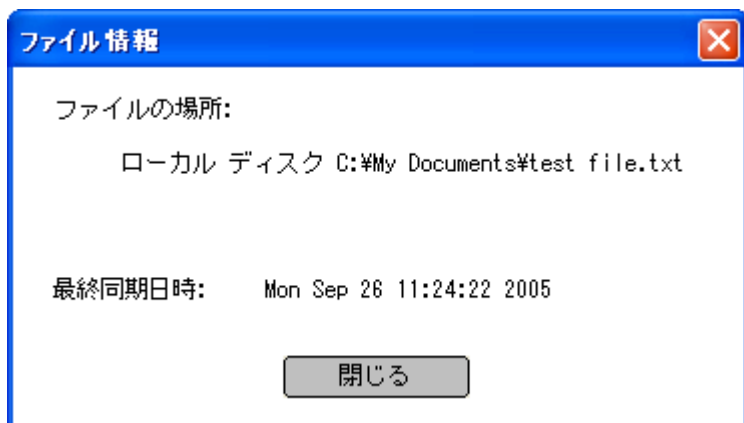 ファイル情報
ファイルの場所:
ローカル ディスク C:¥My Documents¥test file.txt
最終同期日時: Mon Sep 26 11:24:22 2005
閉じる